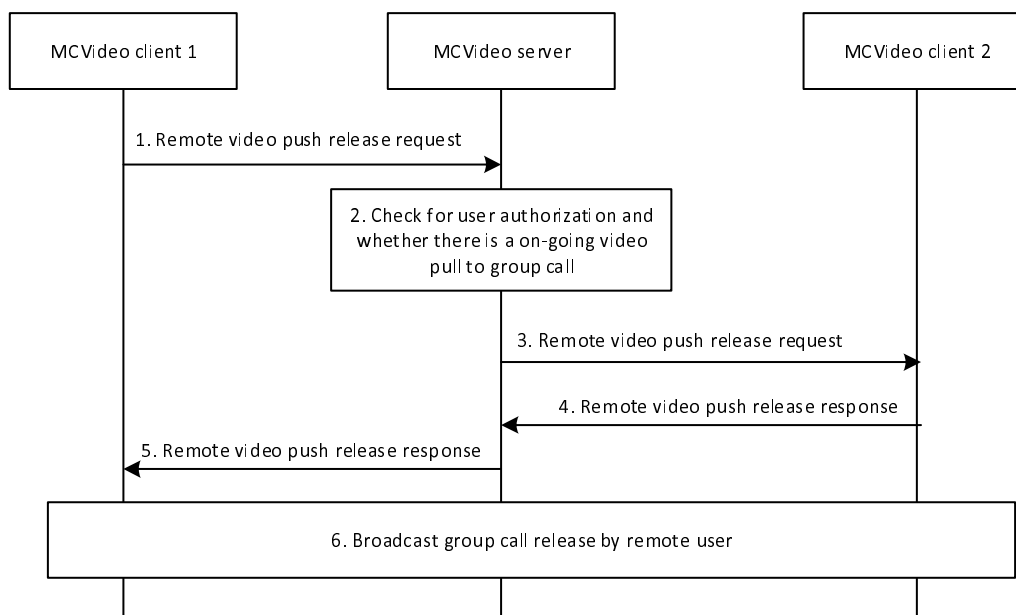 MCVideo client 1
MCVideo server
MCVideo client 2
1. Remote video push release request
2. Check for user authorization and
whether there is a on-going video
pull to group call
3. Remote video push release request
4. Remote video push release response
5. Remote video push release response
6. Broadcast group call release by remote user